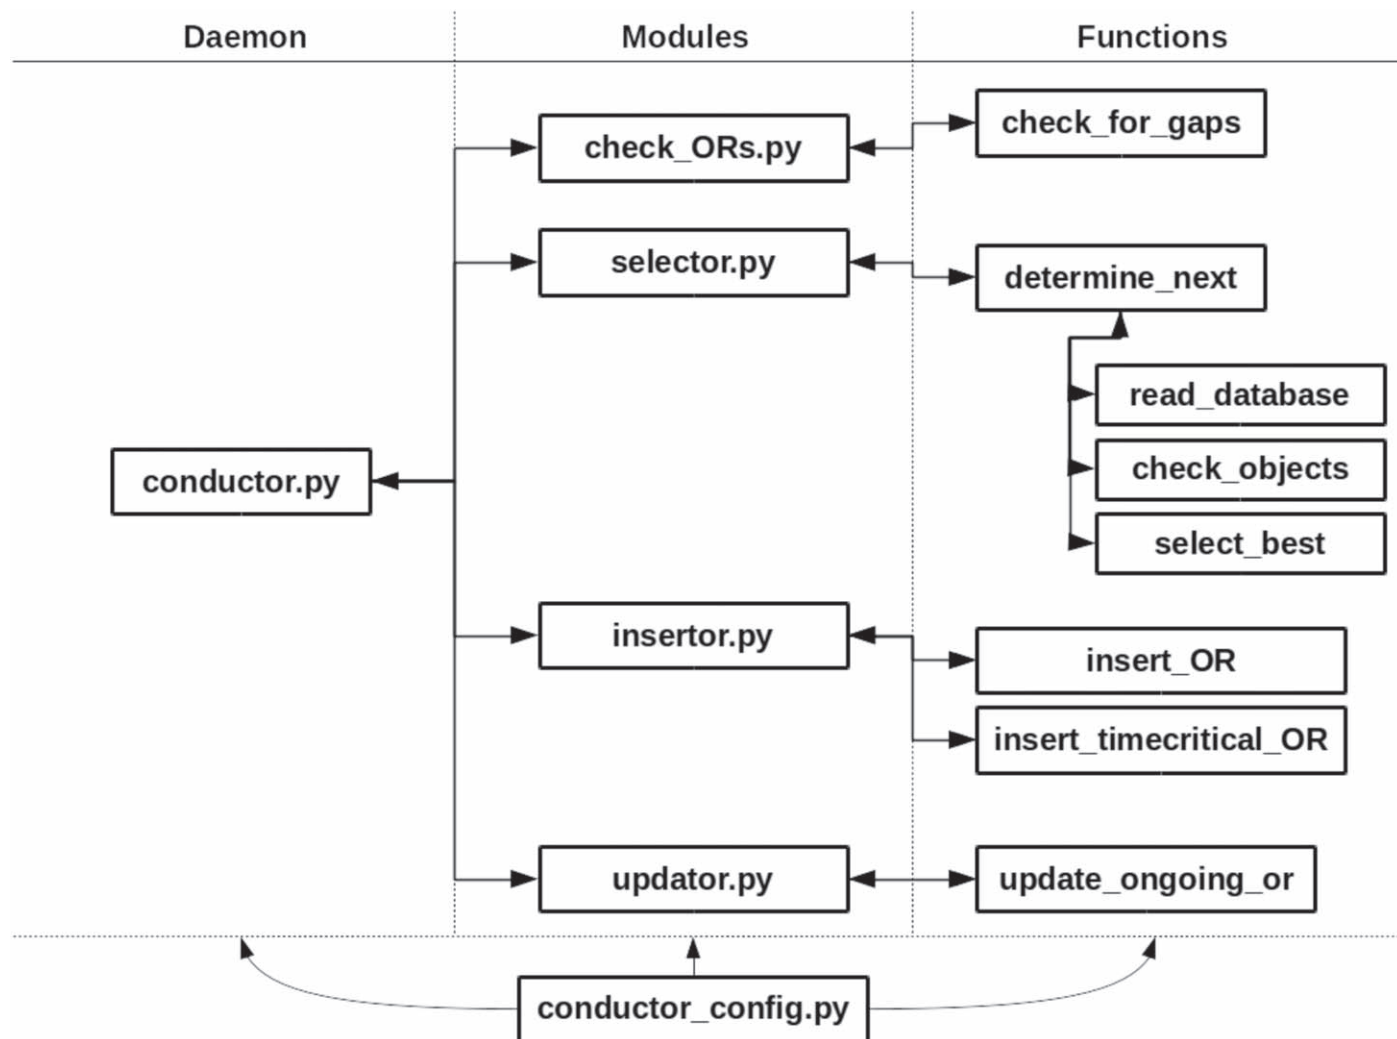 Daemon
Modules
Functions
check_ORs.py
check_for_gaps
selector.py
determine_next
read_database
check_objects
select_best
conductor.py
insertor.py
insert_OR
insert_timecritical_OR
updator.py
update_ongoing_or
conductor_config.py